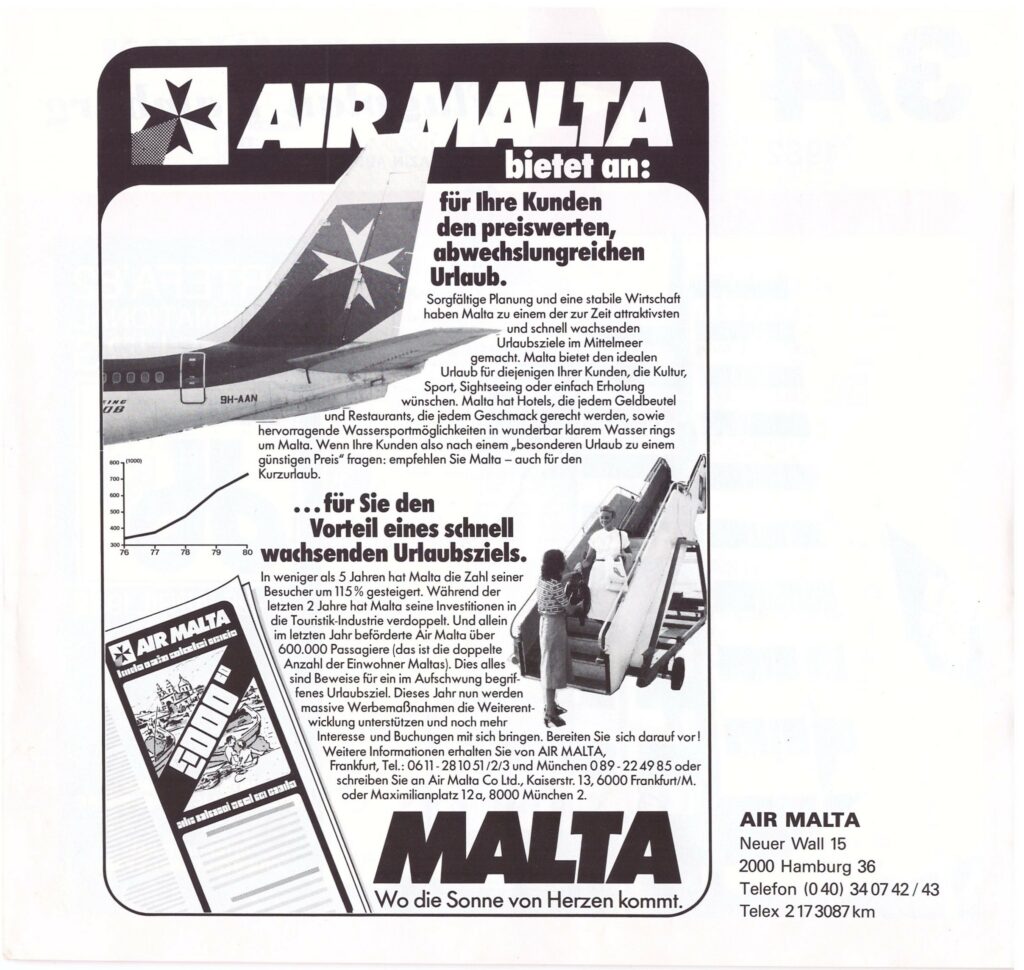 AIR MALTA
bietet an:
für Ihre Kunden
den preiswerten,
abwechslungreichen
Urlaub.
Sorgfältige Planung und eine stabile Wirtschaft
haben Malta zu einem der zur Zeit attraktivsten
und schnell wachsenden
Urlaubsziele im Mittelmeer
gemacht. Malta bietet den idealen
Urlaub für diejenigen Ihrer Kunden, die Kultur,
Sport, Sightseeing oder einfach Erholung
wünschen. Malta hat Hotels, die jedem Geldbeutel
und Restaurants, die jedem Geschmack gerecht werden, sowie
hervorragende Wassersportmöglichkeiten in wunderbar klarem Wasser rings
um Malta. Wenn Ihre Kunden also nach einem „besonderen Urlaub zu einem
günstigen Preis“ fragen: empfehlen Sie Malta – auch für den
Kurzurlaub.
9H-AAN
800 (1000)
700
600
500
400
300
76 77 78 79 80
...für Sie den
Vorteil eines schnell
wachsenden Urlaubsziels.
In weniger als 5 Jahren hat Malta die Zahl seiner
Besucher um 115% gesteigert. Während der
letzten 2 Jahre hat Malta seine Investitionen in
die Touristik-Industrie verdoppelt. Und allein
im letzten Jahr beförderte Air Malta über
600.000 Passagiere (das ist die doppelte
Anzahl der Einwohner Maltas). Dies alles
sind Beweise für ein im Aufschwung begrif-
fenes Urlaubsziel. Dieses Jahr nun werden
massive Werbemaßnahmen die Weiterent-
wicklung unterstützen und noch mehr
Interesse und Buchungen mit sich bringen. Bereiten Sie sich darauf vor!
Weitere Informationen erhalten Sie von AIR MALTA,
Frankfurt, Tel.: 0611-281051/2/3 und München 089-224985 oder
schreiben Sie an Air Malta Co Ltd., Kaiserstr. 13, 6000 Frankfurt/M.
oder Maximilianplatz 12a, 8000 München 2.
AIR MALTA
MALTA
Wo die Sonne von Herzen kommt.
AIR MALTA
Neuer Wall 15
2000 Hamburg 36
Telefon (0 40) 34 07 42 / 43
Telex 2 17 3087 km